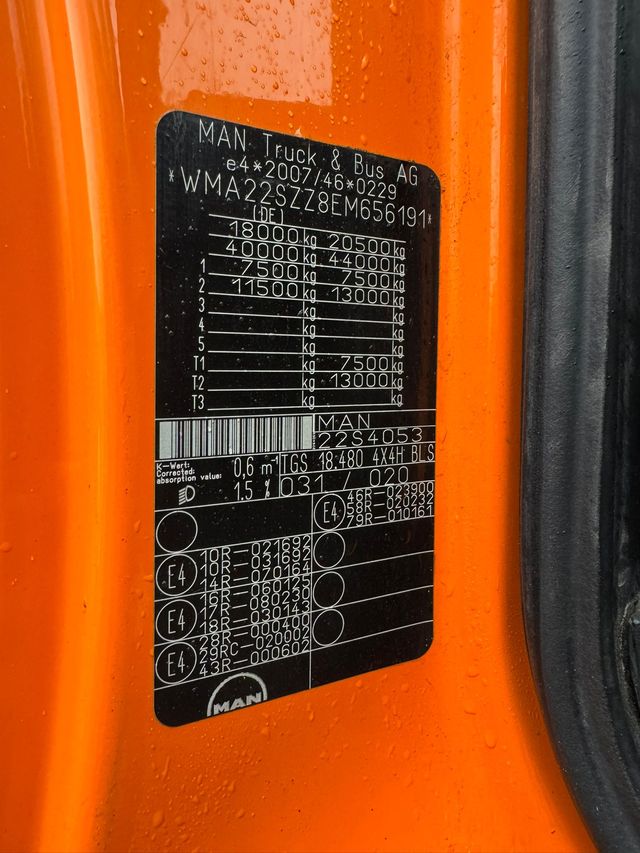 MAN Truck & Bus AG
e4*2007/46*0229
*WMA22SZZ8EM656191*
(DE)
18000 kg 20500 kg
40000 kg 44000 kg
1 7500 kg 7500 kg
2 11500 kg 13000 kg
3 kg kg
4 kg kg
5 kg kg
T1 kg 7500 kg
T2 kg 13000 kg
T3 kg kg
MAN
22S4053
K-Wert:
Corrected
absorption value:
0,6 m-1
TGS 18.480 4X4H BLS
1.5 %
031 / 020
E4
46R-023900
58R-020232
79R-010161
E4
10R-021692
10R-031692
14R-070164
E4
16R-060125
17R-080230
18R-030143
E4
28R-000400
29RC-020002
43R-000602
MAN